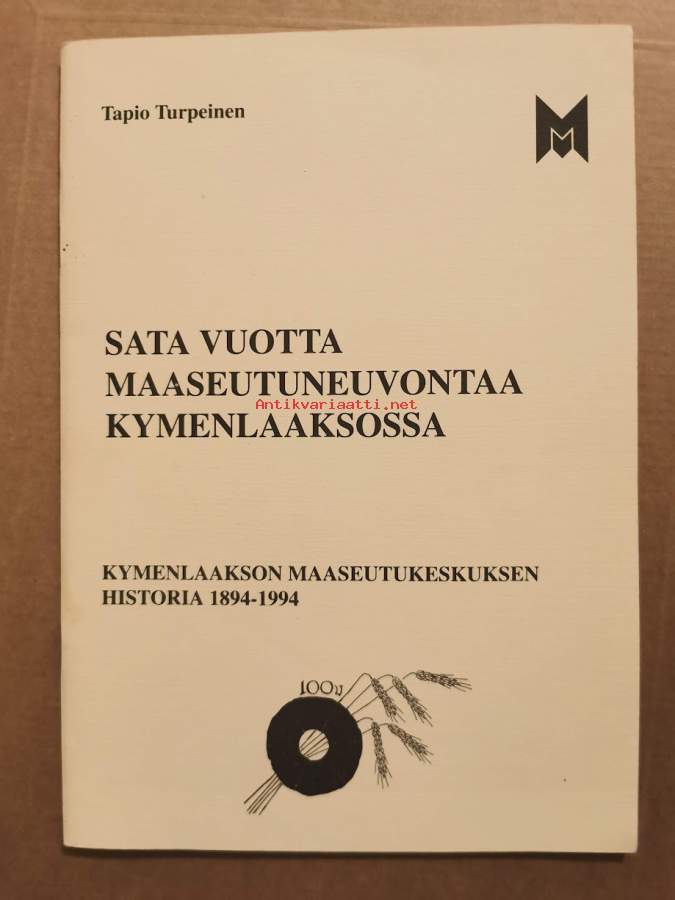 Tapio Turpeinen
M
M
SATA VUOTTA
MAASEUTUNEUVONTAA
Antikvariaatti.net
KYMENLAAKSOSSA
KYMENLAAKSON MAASEUTUKESKUKSEN
HISTORIA 1894-1994
100v